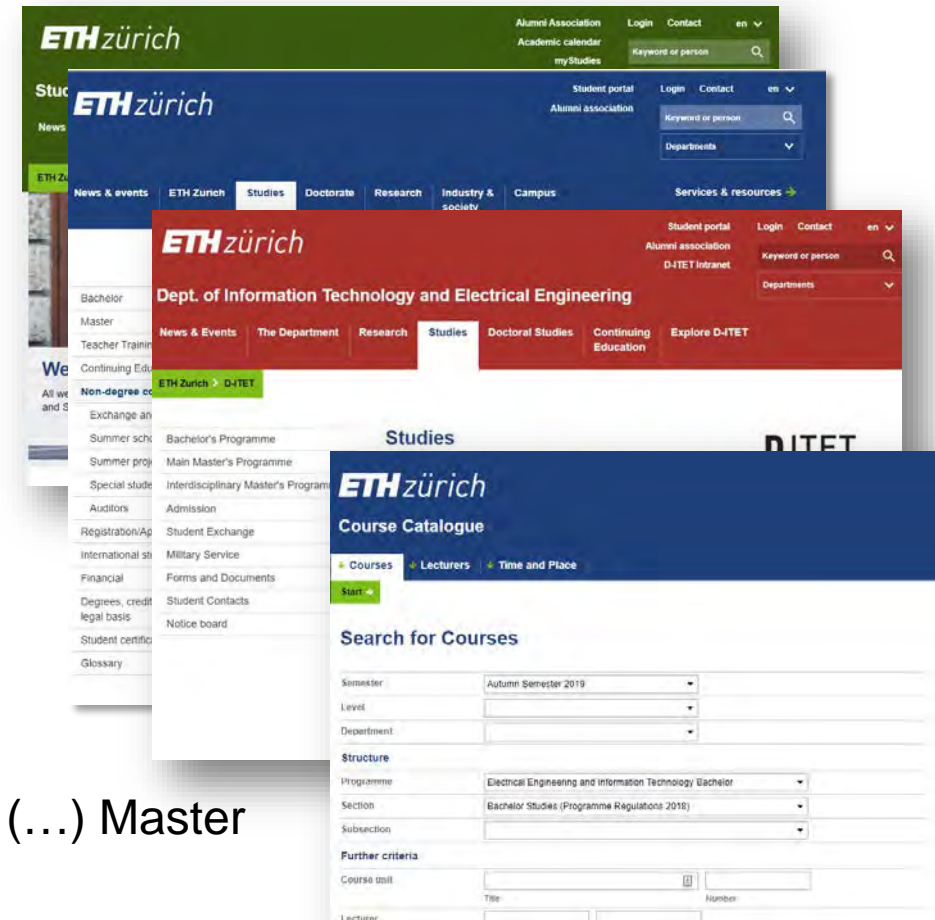 ETH zürich
Alumni Association
Academic calendar
myStudies
Login Contact en
Keyword or person
News
ETH
All we
and S
ETH zürich
Student portal
Alumni association
Login Contact en
Keyword or person
Departments
News & events ETH Zurich Studies Doctorate Research Industry & society Campus Services & resources
Bachelor
Master
Teacher Trainin
Continuing Edu
Non-degree co
Exchange an
Summer scho
Summer proj
Special stude
Auditors
Registration/Ap
International st
Financial
Degrees, credit
legal basis
Student certific
Glossary
ETH zürich
Student portal
Alumni association
D-ITET Intranet
Login Contact en
Keyword or person
Departments
Dept. of Information Technology and Electrical Engineering
News & Events The Department Research Studies Doctoral Studies Continuing Education Explore D-ITET
ETH Zurich > D-ITET
Studies
D ITET
Bachelor's Programme
Main Master's Programme
Interdisciplinary Master's Program
Admission
Student Exchange
Military Service
Forms and Documents
Student Contacts
Notice board
ETH zürich
Course Catalogue
Courses Lecturers Time and Place
Start
Search for Courses
Semester Autumn Semester 2019
Level
Department
Structure
Programme Electrical Engineering and Information Technology Bachelor
Section Bachelor Studies (Programme Regulations 2018)
Subsection
Further criteria
Course unit
Title Number
Lecturer
(…) Master